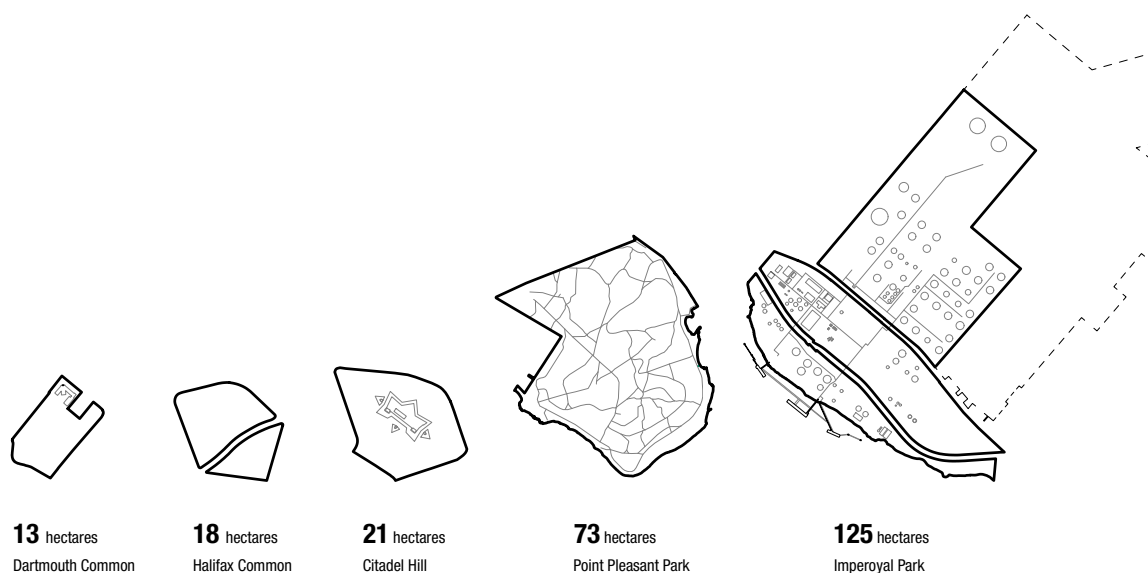 13 hectares
Dartmouth Common
18 hectares
Halifax Common
21 hectares
Citadel Hill
73 hectares
Point Pleasant Park
125 hectares
Imperoyal Park